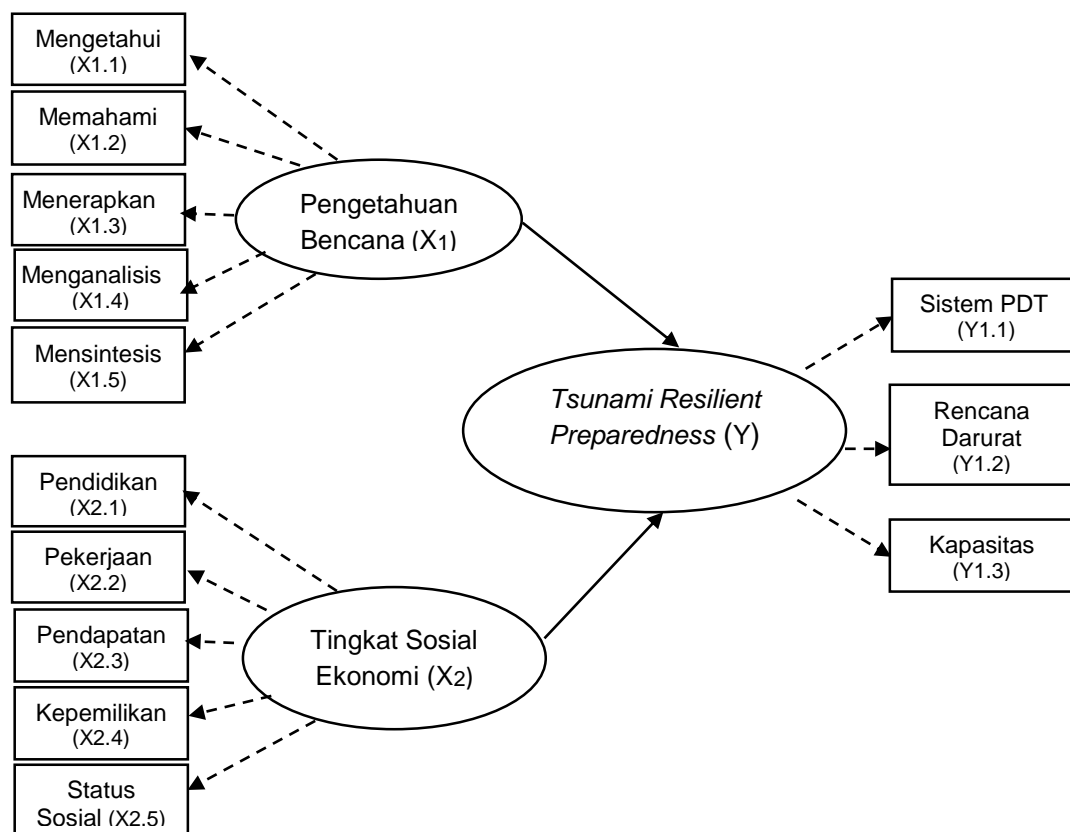 Mengetahui
(X1.1)
Memahami
(X1.2)
Menerapkan
(X1.3)
Menganalisis
(X1.4)
Mensintesis
(X1.5)
Pengetahuan
Bencana (X1)
Pendidikan
(X2.1)
Pekerjaan
(X2.2)
Pendapatan
(X2.3)
Kepemilikan
(X2.4)
Status
Sosial (X2.5)
Tingkat Sosial
Ekonomi (X2)
Tsunami Resilient
Preparedness (Y)
Sistem PDT
(Y1.1)
Rencana
Darurat
(Y1.2)
Kapasitas
(Y1.3)